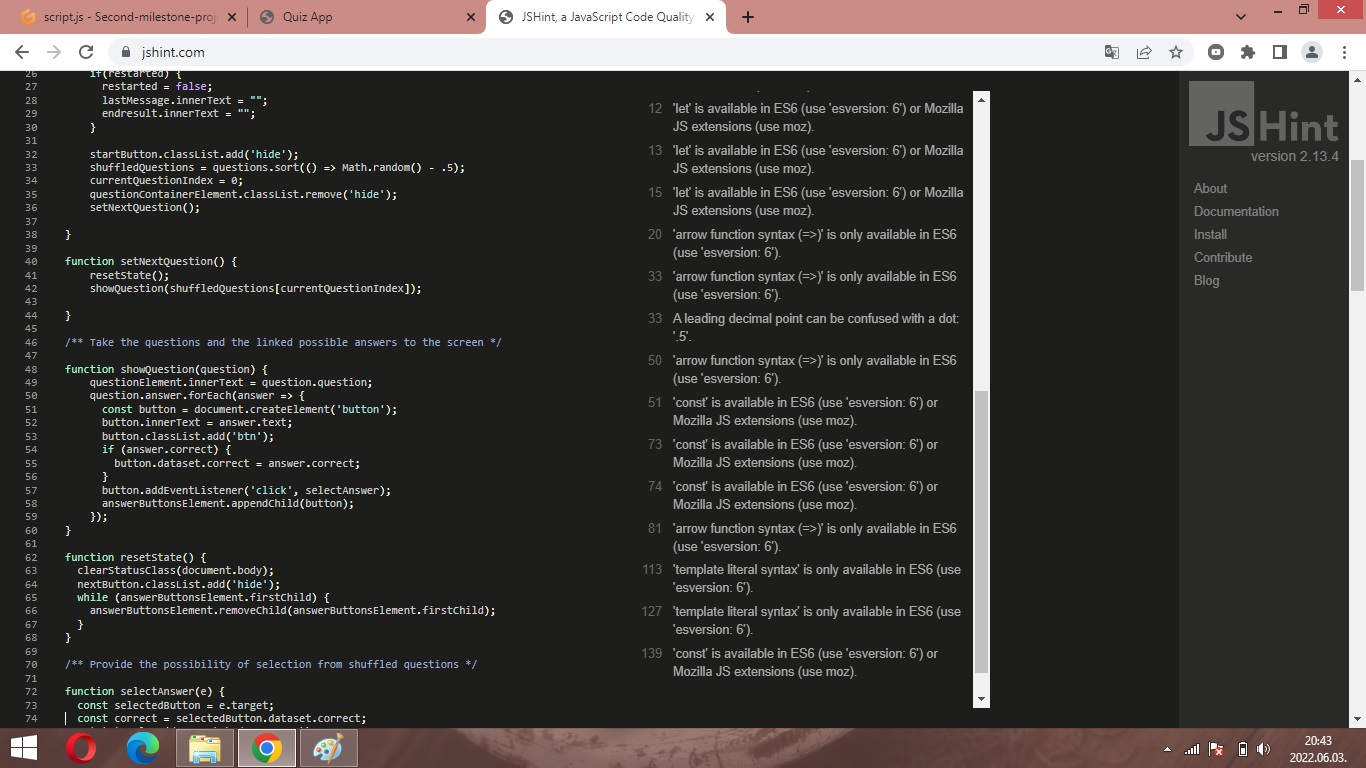 script.js - Second-milestone-proj
Quiz App
JSHint, a JavaScript Code Quality
jshint.com
26 if(restarted) {
27 restarted = false;
28 lastMessage.innerText = "";
29 endresult.innerText = "";
30 }
31
32 startButton.classList.add('hide');
33 shuffledQuestions = questions.sort(() => Math.random() - .5);
34 currentQuestionIndex = 0;
35 questionContainerElement.classList.remove('hide');
36 setNextQuestion();
37
38 }
39
40 function setNextQuestion() {
41 resetState();
42 showQuestion(shuffledQuestions[currentQuestionIndex]);
43
44 }
45
46 /** Take the questions and the linked possible answers to the screen */
47
48 function showQuestion(question) {
49 questionElement.innerText = question.question;
50 question.answer.forEach(answer => {
51 const button = document.createElement('button');
52 button.innerText = answer.text;
53 button.classList.add('btn');
54 if (answer.correct) {
55 button.dataset.correct = answer.correct;
56 }
57 button.addEventListener('click', selectAnswer);
58 answerButtonsElement.appendChild(button);
59 });
60 }
61
62 function resetState() {
63 clearStatusClass(document.body);
64 nextButton.classList.add('hide');
65 while (answerButtonsElement.firstChild) {
66 answerButtonsElement.removeChild(answerButtonsElement.firstChild);
67 }
68 }
69
70 /** Provide the possibility of selection from shuffled questions */
71
72 function selectAnswer(e) {
73 const selectedButton = e.target;
74 const correct = selectedButton.dataset.correct;
12 'let' is available in ES6 (use 'esversion: 6') or Mozilla
JS extensions (use moz).
13 'let' is available in ES6 (use 'esversion: 6') or Mozilla
JS extensions (use moz).
15 'let' is available in ES6 (use 'esversion: 6') or Mozilla
JS extensions (use moz).
20 'arrow function syntax (=>)' is only available in ES6
(use 'esversion: 6').
33 'arrow function syntax (=>)' is only available in ES6
(use 'esversion: 6').
33 A leading decimal point can be confused with a dot:
'.5'.
50 'arrow function syntax (=>)' is only available in ES6
(use 'esversion: 6').
51 'const' is available in ES6 (use 'esversion: 6') or
Mozilla JS extensions (use moz).
73 'const' is available in ES6 (use 'esversion: 6') or
Mozilla JS extensions (use moz).
74 'const' is available in ES6 (use 'esversion: 6') or
Mozilla JS extensions (use moz).
81 'arrow function syntax (=>)' is only available in ES6
(use 'esversion: 6').
113 'template literal syntax' is only available in ES6 (use
'esversion: 6').
127 'template literal syntax' is only available in ES6 (use
'esversion: 6').
139 'const' is available in ES6 (use 'esversion: 6') or
Mozilla JS extensions (use moz).
JSHint
version 2.13.4
About
Documentation
Install
Contribute
Blog
20:43
2022.06.03.